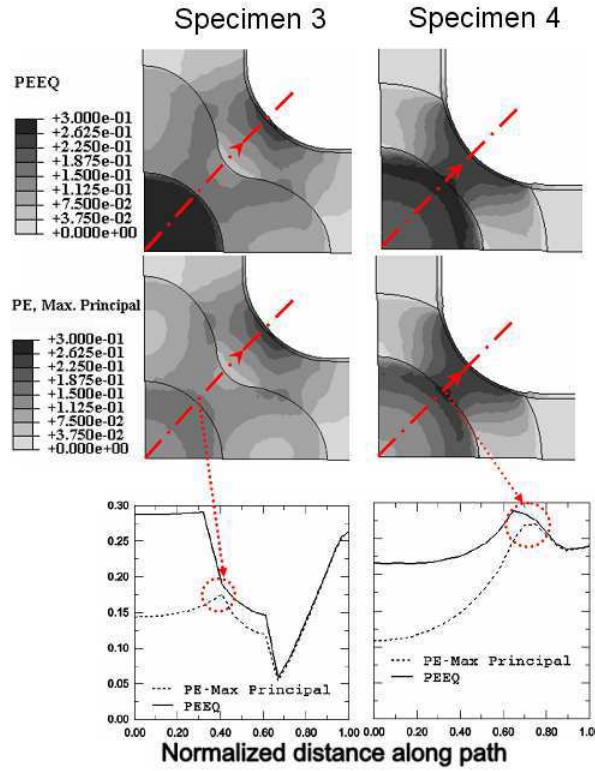 Specimen 3 Specimen 4
PEEQ
+3.000e-01
+2.625e-01
+2.250e-01
+1.875e-01
+1.500e-01
+1.125e-01
+7.500e-02
+3.750e-02
+0.000e+00
PE, Max. Principal
+3.000e-01
+2.625e-01
+2.250e-01
+1.875e-01
+1.500e-01
+1.125e-01
+7.500e-02
+3.750e-02
+0.000e+00
0.30
0.25
0.20
0.15
0.10
0.05
0.00
PE-Max Principal
PEEQ
0.00 0.20 0.40 0.60 0.80 1.00
PE-Max Principal
PEEQ
0.00 0.20 0.40 0.60 0.80 1.00
Normalized distance along path